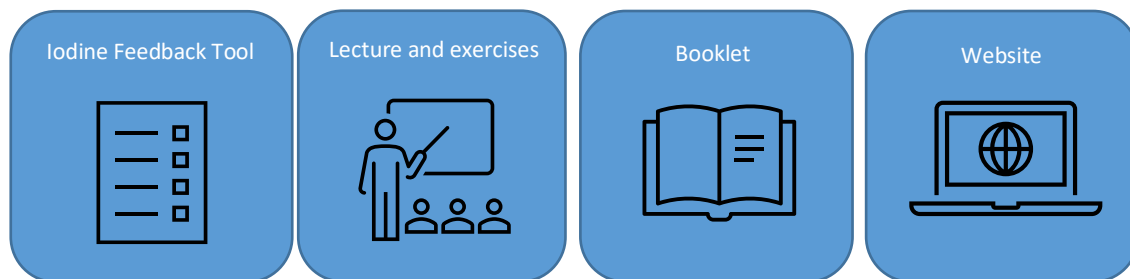 Iodine Feedback Tool
Lecture and exercises
Booklet
Website